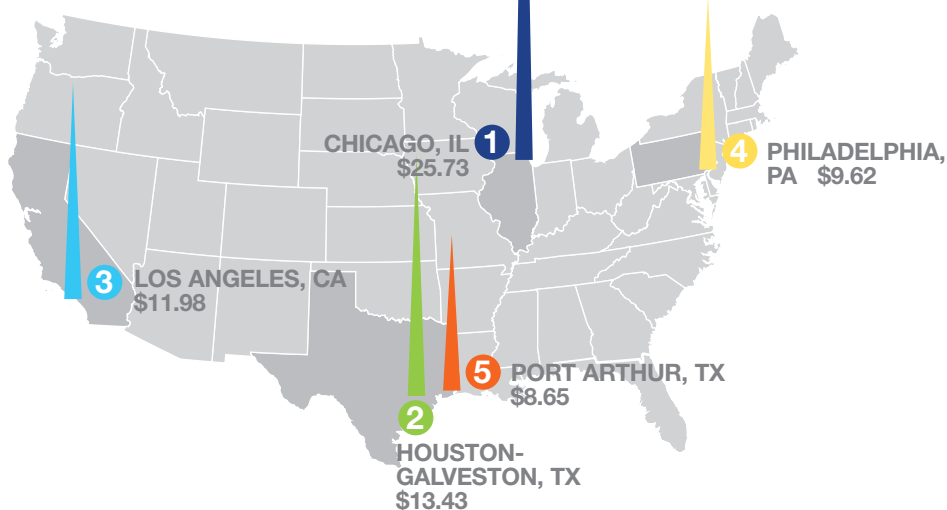 1
CHICAGO, IL
$25.73
4
PHILADELPHIA,
PA $9.62
3
LOS ANGELES, CA
$11.98
5
PORT ARTHUR, TX
$8.65
2
HOUSTON-
GALVESTON, TX
$13.43